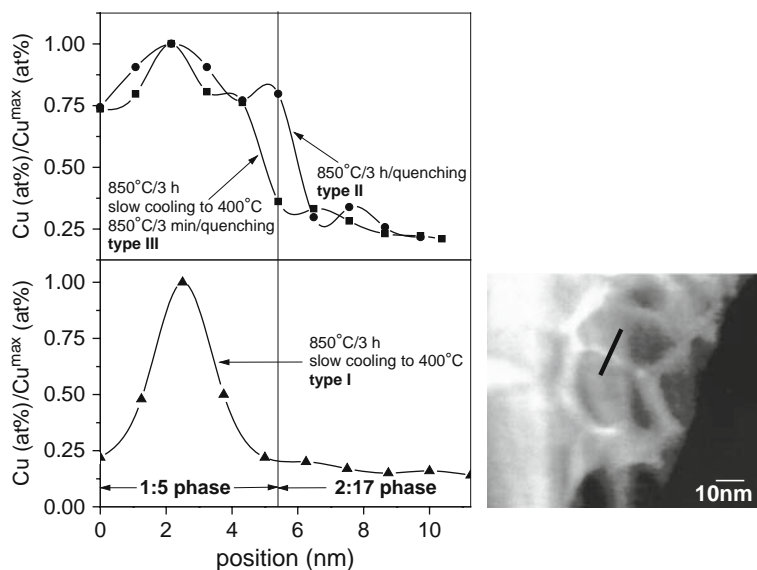 Cu (at%)/Cu^max (at%)
1.00
0.75
0.50
0.25
850°C/3 h
slow cooling to 400°C
850°C/3 min/quenching
type III
850°C/3 h/quenching
type II
Cu (at%)/Cu^max (at%)
1.00
0.75
0.50
0.25
0.00
850°C/3 h
slow cooling to 400°C
type I
1:5 phase
2:17 phase
0 2 4 6 8 10
position (nm)
10nm